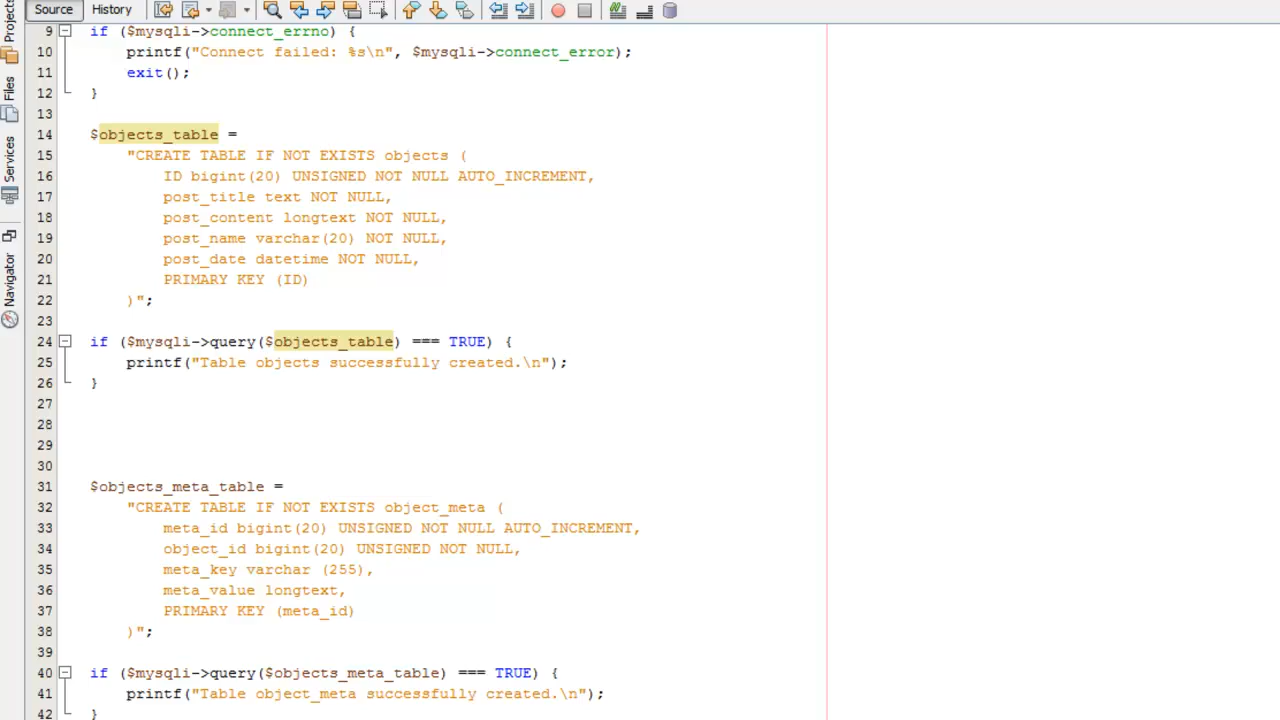 Source History
Projects
Files
Services
Navigator
9 if ($mysqli->connect_errno) {
10 printf("Connect failed: %s\n", $mysqli->connect_error);
11 exit();
12 }
13
14 $objects_table =
15 "CREATE TABLE IF NOT EXISTS objects (
16 ID bigint(20) UNSIGNED NOT NULL AUTO_INCREMENT,
17 post_title text NOT NULL,
18 post_content longtext NOT NULL,
19 post_name varchar(20) NOT NULL,
20 post_date datetime NOT NULL,
21 PRIMARY KEY (ID)
22 )";
23
24 if ($mysqli->query($objects_table) === TRUE) {
25 printf("Table objects successfully created.\n");
26 }
27
28
29
30
31 $objects_meta_table =
32 "CREATE TABLE IF NOT EXISTS object_meta (
33 meta_id bigint(20) UNSIGNED NOT NULL AUTO_INCREMENT,
34 object_id bigint(20) UNSIGNED NOT NULL,
35 meta_key varchar (255),
36 meta_value longtext,
37 PRIMARY KEY (meta_id)
38 )";
39
40 if ($mysqli->query($objects_meta_table) === TRUE) {
41 printf("Table object_meta successfully created.\n");
42 }